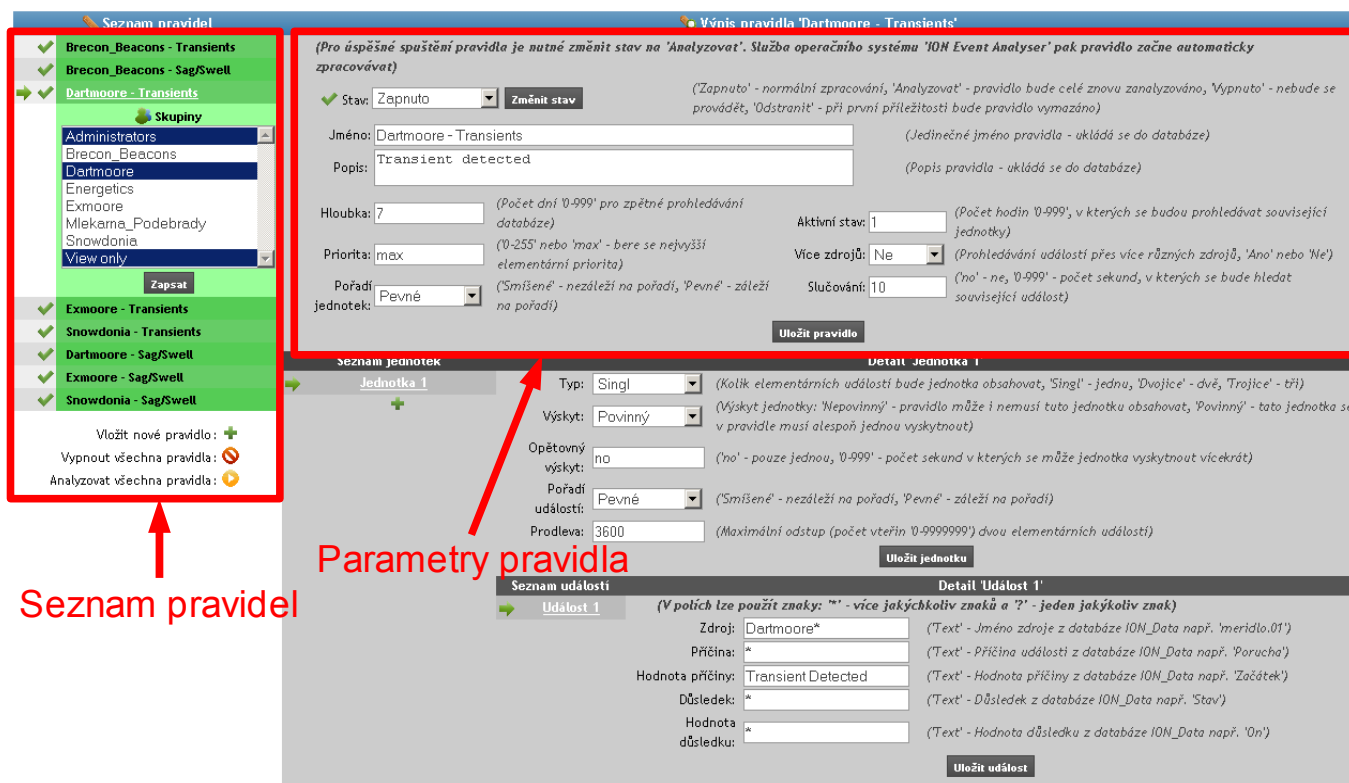 Seznam pravidel
Výpis pravidla 'Dartmoore - Transients'
Brecon_Beacons - Transients
Brecon_Beacons - Sag/Swell
Dartmoore - Transients
Skupiny
Administrators
Brecon_Beacons
Dartmoore
Energetics
Exmoore
Mlekarna_Podebrady
Snowdonia
View only
Zapsat
Exmoore - Transients
Snowdonia - Transients
Dartmoore - Sag/Swell
Exmoore - Sag/Swell
Snowdonia - Sag/Swell
Vložit nové pravidlo:
Vypnout všechna pravidla:
Analyzovat všechna pravidla:
Seznam pravidel
(Pro úspěšné spuštění pravidla je nutné změnit stav na 'Analyzovat'. Služba operačního systému 'ION Event Analyser' pak pravidlo začne automaticky
zpracovávat)
Stav: Zapnuto Změnit stav
('Zapnuto' - normální zpracování, 'Analyzovat' - pravidlo bude celé znovu zanalyzováno, 'Vypnuto' - nebude se
provádět, 'Odstranit' - při první příležitosti bude pravidlo vymazáno)
Jméno: Dartmoore - Transients (Jedinečné jméno pravidla - ukládá se do databáze)
Popis: Transient detected (Popis pravidla - ukládá se do databáze)
Hloubka: 7 (Počet dní '0-999' pro zpětné prohledávání
databáze)
Aktivní stav: 1 (Počet hodin '0-999', v kterých se budou prohledávat související
jednotky)
Priorita: max ('0-255' nebo 'max' - bere se nejvyšší
elementární priorita)
Více zdrojů: Ne (Prohledávání událostí přes více různých zdrojů, 'Ano' nebo 'Ne')
Pořadí
jednotek: Pevné ('Smíšené' - nezáleží na pořadí, 'Pevné' - záleží
na pořadí)
Slučování: 10 ('no' - ne, '0-999' - počet sekund, v kterých se bude hledat
související událost)
Uložit pravidlo
Seznam jednotek
Detail 'Jednotka 1'
Jednotka 1
Typ: Singl (Kolik elementárních událostí bude jednotka obsahovat, 'Singl' - jednu, 'Dvojice' - dvě, 'Trojice' - tři)
Výskyt: Povinný (Výskyt jednotky: 'Nepovinný' - pravidlo může i nemusí tuto jednotku obsahovat, 'Povinný' - tato jednotka se
v pravidle musí alespoň jednou vyskytnout)
Opětovný
výskyt: no ('no' - pouze jednou, '0-999' - počet sekund v kterých se může jednotka vyskytnout vícekrát)
Pořadí
událostí: Pevné ('Smíšené' - nezáleží na pořadí, 'Pevné' - záleží na pořadí)
Prodleva: 3600 (Maximální odstup (počet vteřin '0-9999999') dvou elementárních událostí)
Uložit jednotku
Parametry pravidla
Seznam událostí
Detail 'Událost 1'
Událost 1
(V polích lze použít znaky: '*' - více jakýchkoliv znaků a '?' - jeden jakýkoliv znak)
Zdroj: Dartmoore* ('Text' - Jméno zdroje z databáze ION_Data např. 'meridlo.01')
Příčina: * ('Text' - Příčina události z databáze ION_Data např. 'Porucha')
Hodnota příčiny: Transient Detected ('Text' - Hodnota příčiny z databáze ION_Data např. 'Začátek')
Důsledek: * ('Text' - Důsledek z databáze ION_Data např. 'Stav')
Hodnota
důsledku: * ('Text' - Hodnota důsledku z databáze ION_Data např. 'On')
Uložit událost